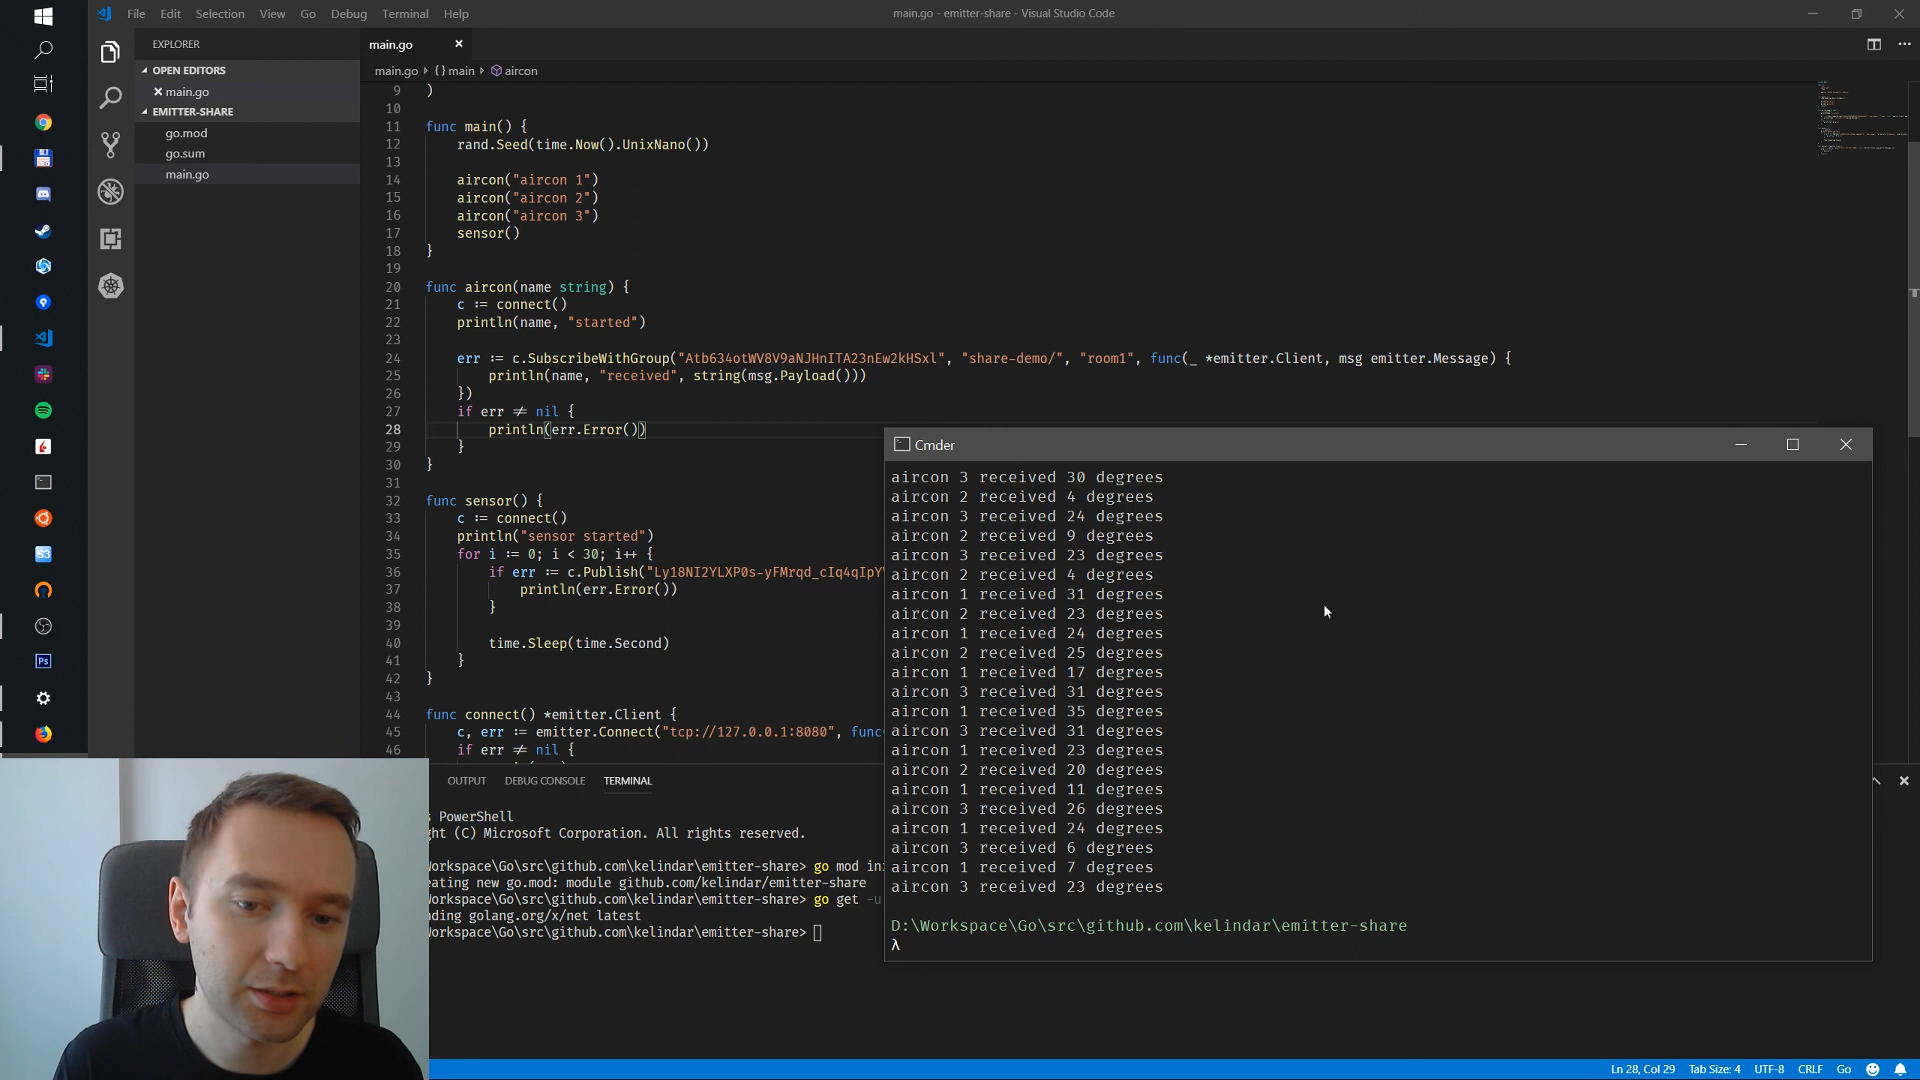 File Edit Selection View Go Debug Terminal Help
main.go - emitter-share - Visual Studio Code
EXPLORER
OPEN EDITORS
main.go
EMITTER-SHARE
go.mod
go.sum
main.go
main.go
main.go › {} main › aircon
9 )
10
11 func main() {
12 rand.Seed(time.Now().UnixNano())
13
14 aircon("aircon 1")
15 aircon("aircon 2")
16 aircon("aircon 3")
17 sensor()
18 }
19
20 func aircon(name string) {
21 c := connect()
22 println(name, "started")
23
24 err := c.SubscribeWithGroup("Atb634otWV8V9aNJHnITA23nEw2kHSxl", "share-demo/", "room1", func(_ *emitter.Client, msg emitter.Message) {
25 println(name, "received", string(msg.Payload()))
26 })
27 if err ≠ nil {
28 println(err.Error())
29 }
30 }
31
32 func sensor() {
33 c := connect()
34 println("sensor started")
35 for i := 0; i < 30; i++ {
36 if err := c.Publish("Ly18NI2YLXP0s-yFMrqd_cIq4qIpY
37 println(err.Error())
38 }
39
40 time.Sleep(time.Second)
41 }
42 }
43
44 func connect() *emitter.Client {
45 c, err := emitter.Connect("tcp://127.0.0.1:8080", func
46 if err ≠ nil {
OUTPUT DEBUG CONSOLE TERMINAL
s PowerShell
ght (C) Microsoft Corporation. All rights reserved.
Workspace\Go\src\github.com\kelindar\emitter-share> go mod ini
eating new go.mod: module github.com/kelindar/emitter-share
Workspace\Go\src\github.com\kelindar\emitter-share> go get -u
nding golang.org/x/net latest
Workspace\Go\src\github.com\kelindar\emitter-share>
Cmder
aircon 3 received 30 degrees
aircon 2 received 4 degrees
aircon 3 received 24 degrees
aircon 2 received 9 degrees
aircon 3 received 23 degrees
aircon 2 received 4 degrees
aircon 1 received 31 degrees
aircon 2 received 23 degrees
aircon 1 received 24 degrees
aircon 2 received 25 degrees
aircon 1 received 17 degrees
aircon 3 received 31 degrees
aircon 1 received 35 degrees
aircon 3 received 31 degrees
aircon 1 received 23 degrees
aircon 2 received 20 degrees
aircon 1 received 11 degrees
aircon 3 received 26 degrees
aircon 1 received 24 degrees
aircon 3 received 6 degrees
aircon 1 received 7 degrees
aircon 3 received 23 degrees
D:\Workspace\Go\src\github.com\kelindar\emitter-share
λ
Ln 28, Col 29 Tab Size: 4 UTF-8 CRLF Go
S3
Ps